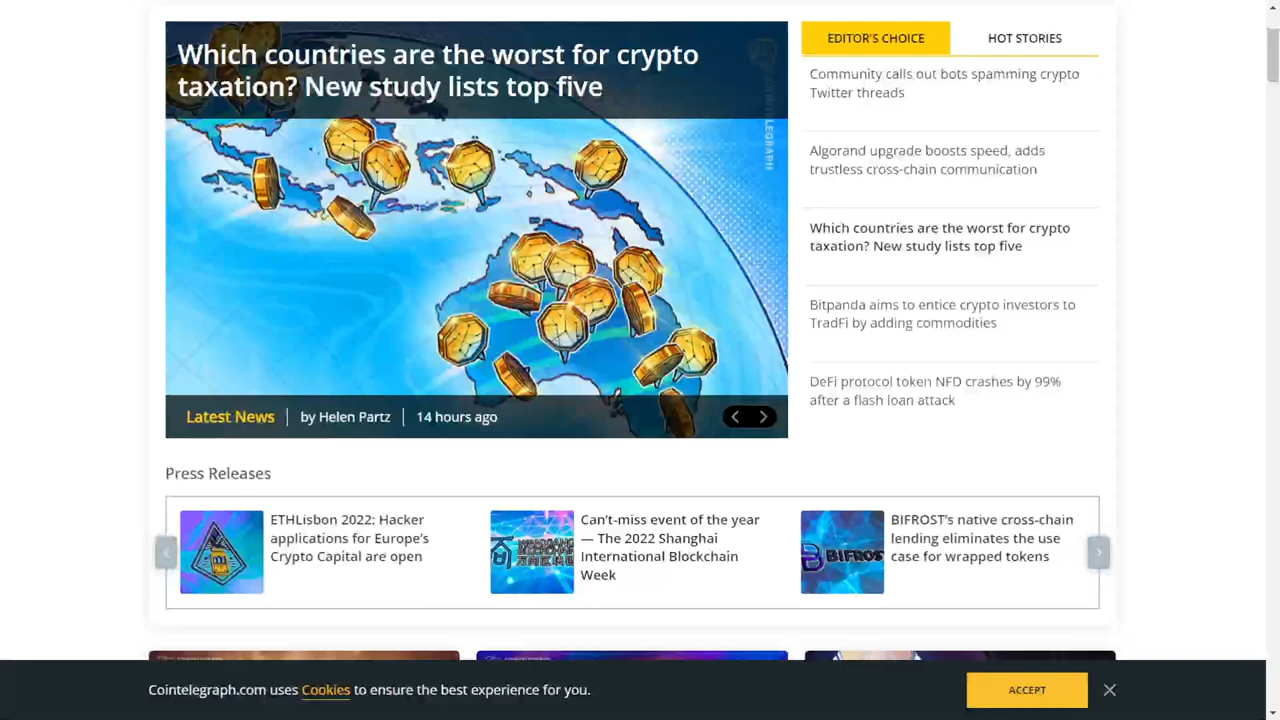 Which countries are the worst for crypto
taxation? New study lists top five
Latest News
by Helen Partz
14 hours ago
EDITOR'S CHOICE
HOT STORIES
Community calls out bots spamming crypto
Twitter threads
Algorand upgrade boosts speed, adds
trustless cross-chain communication
Which countries are the worst for crypto
taxation? New study lists top five
Bitpanda aims to entice crypto investors to
TradFi by adding commodities
DeFi protocol token NFD crashes by 99%
after a flash loan attack
Press Releases
ETHLisbon 2022: Hacker
applications for Europe's
Crypto Capital are open
Can't-miss event of the year
— The 2022 Shanghai
International Blockchain
Week
BIFROST
BIFROST's native cross-chain
lending eliminates the use
case for wrapped tokens
Cointelegraph.com uses Cookies to ensure the best experience for you.
ACCEPT